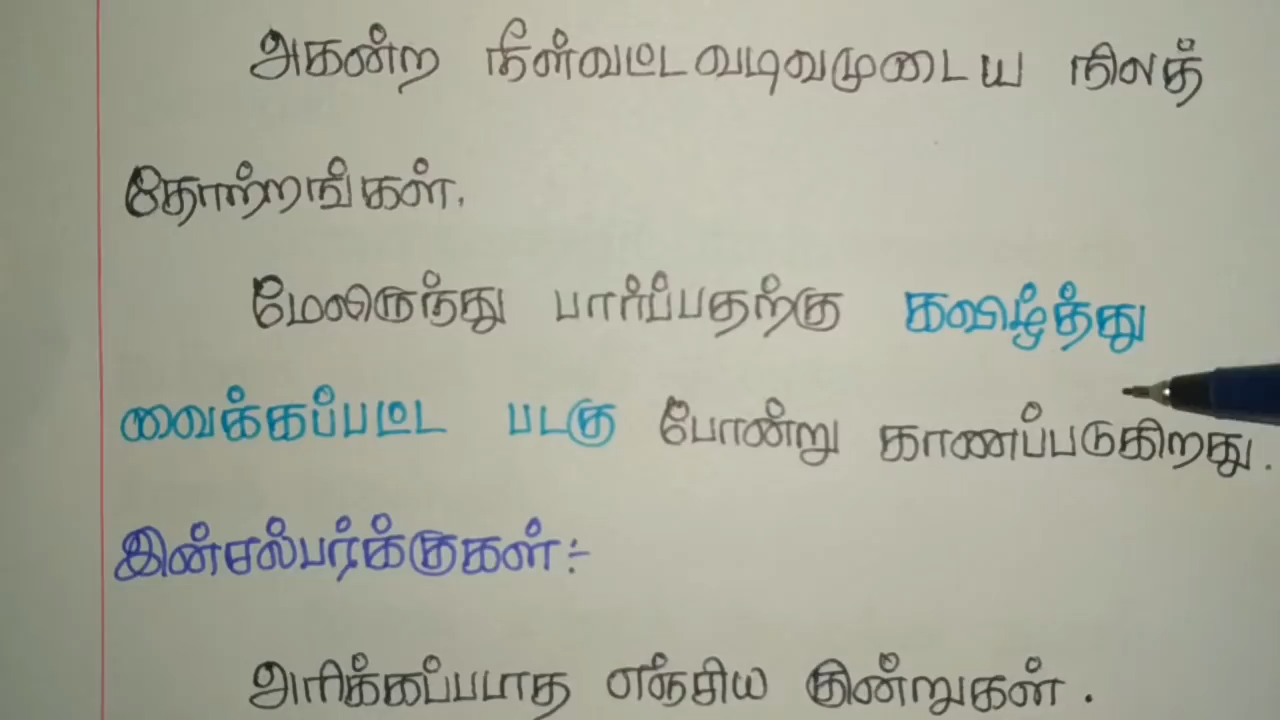 அகன்ற நீள்வட்டவடிவமுடைய நிலத்
தோற்றங்கள்.
மேலிருந்து பார்ப்பதற்கு கவிழ்த்து
வைக்கப்பட்ட படகு போன்று காணப்படுகிறது.
இன்சல்பர்க்குகள் :-
அரிக்கப்படாத எஞ்சிய குன்றுகள்.